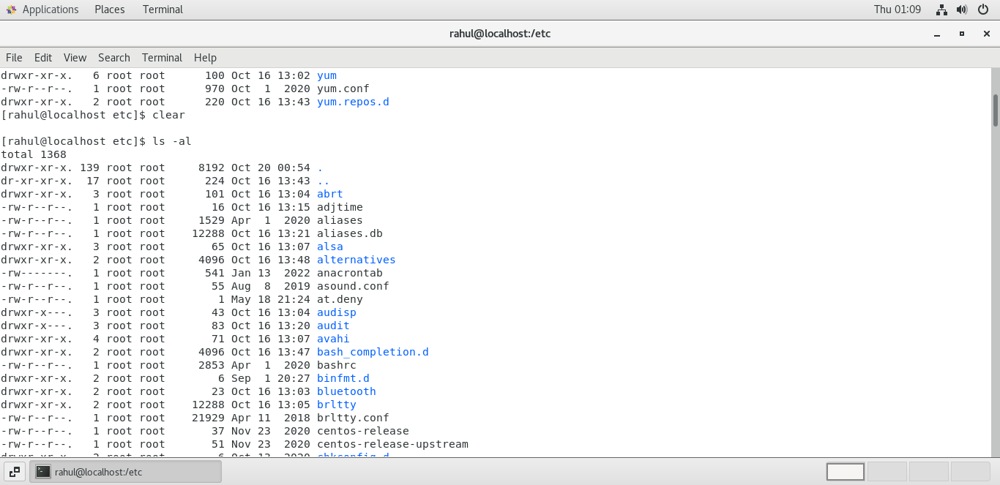 Applications Places Terminal Thu 01:09
rahul@localhost:/etc
File Edit View Search Terminal Help
drwxr-xr-x.   6 root root      100 Oct 16 13:02 yum
-rw-r--r--.   1 root root      970 Oct  1  2020 yum.conf
drwxr-xr-x.   2 root root      220 Oct 16 13:43 yum.repos.d
[rahul@localhost etc]$ clear
[rahul@localhost etc]$ ls -al
total 1368
drwxr-xr-x. 139 root root     8192 Oct 20 00:54 .
dr-xr-xr-x.  17 root root      224 Oct 16 13:43 ..
drwxr-xr-x.   3 root root      101 Oct 16 13:04 abrt
-rw-r--r--.   1 root root       16 Oct 16 13:15 adjtime
-rw-r--r--.   1 root root     1529 Apr  1  2020 aliases
-rw-r--r--.   1 root root    12288 Oct 16 13:21 aliases.db
drwxr-xr-x.   3 root root       65 Oct 16 13:07 alsa
drwxr-xr-x.   2 root root     4096 Oct 16 13:48 alternatives
-rw-------.   1 root root      541 Jan 13  2022 anacrontab
-rw-r--r--.   1 root root       55 Aug  8  2019 asound.conf
-rw-r--r--.   1 root root        1 May 18 21:24 at.deny
drwxr-x---.   3 root root       43 Oct 16 13:04 audisp
drwxr-x---.   3 root root       83 Oct 16 13:20 audit
drwxr-xr-x.   4 root root       71 Oct 16 13:07 avahi
drwxr-xr-x.   2 root root     4096 Oct 16 13:47 bash_completion.d
-rw-r--r--.   1 root root     2853 Apr  1  2020 bashrc
drwxr-xr-x.   2 root root        6 Sep  1 20:27 binfmt.d
drwxr-xr-x.   2 root root       23 Oct 16 13:03 bluetooth
drwxr-xr-x.   2 root root    12288 Oct 16 13:05 brltty
-rw-r--r--.   1 root root    21929 Apr 11  2018 brltty.conf
-rw-r--r--.   1 root root       37 Nov 23  2020 centos-release
-rw-r--r--.   1 root root       51 Nov 23  2020 centos-release-upstream
drwxr-xr-x.   2 root root        6 Oct 13  2020 chkconfig.d
rahul@localhost:/etc